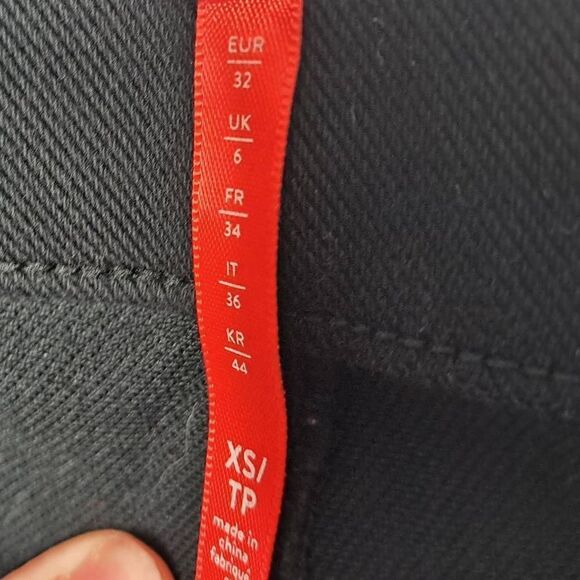 EUR
32
UK
6
FR
34
IT
36
KR
44
XS/
TP
made in
china
fabriqué